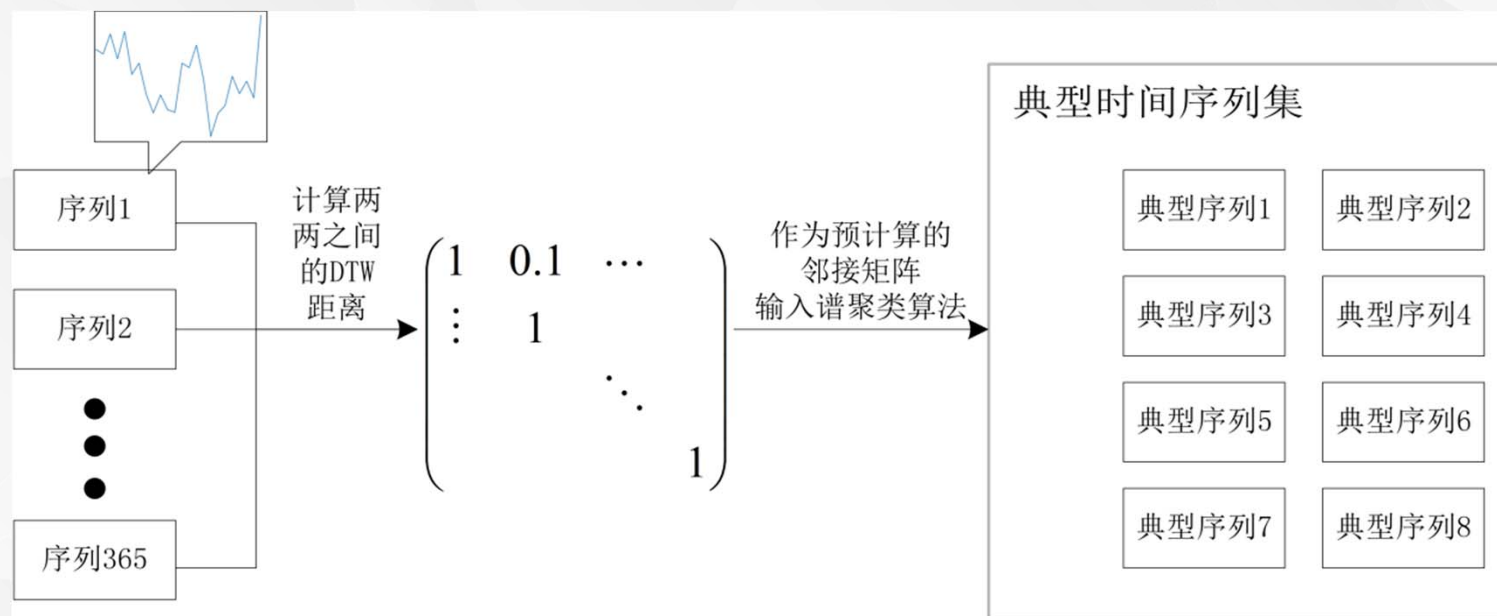 序列1
序列2
序列365
计算两
两之间
的DTW
距离
1 0.1 ⋯
⋮ 1
⋱
1
作为预计算的
邻接矩阵
输入谱聚类算法
典型时间序列集
典型序列1 典型序列2
典型序列3 典型序列4
典型序列5 典型序列6
典型序列7 典型序列8